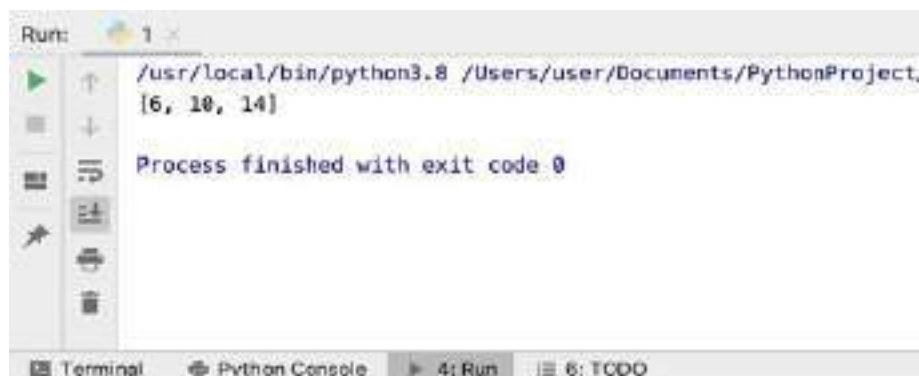 Run: 1 ×
/usr/local/bin/python3.8 /Users/user/Documents/PythonProject/
[6, 10, 14]
Process finished with exit code 0
Terminal Python Console 4: Run 6: TODO